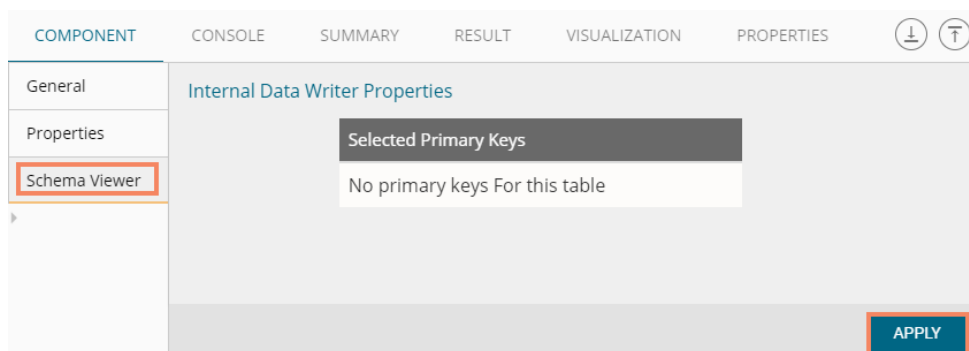 COMPONENT CONSOLE SUMMARY RESULT VISUALIZATION PROPERTIES
General
Internal Data Writer Properties
Properties
Selected Primary Keys
Schema Viewer
No primary keys For this table
APPLY